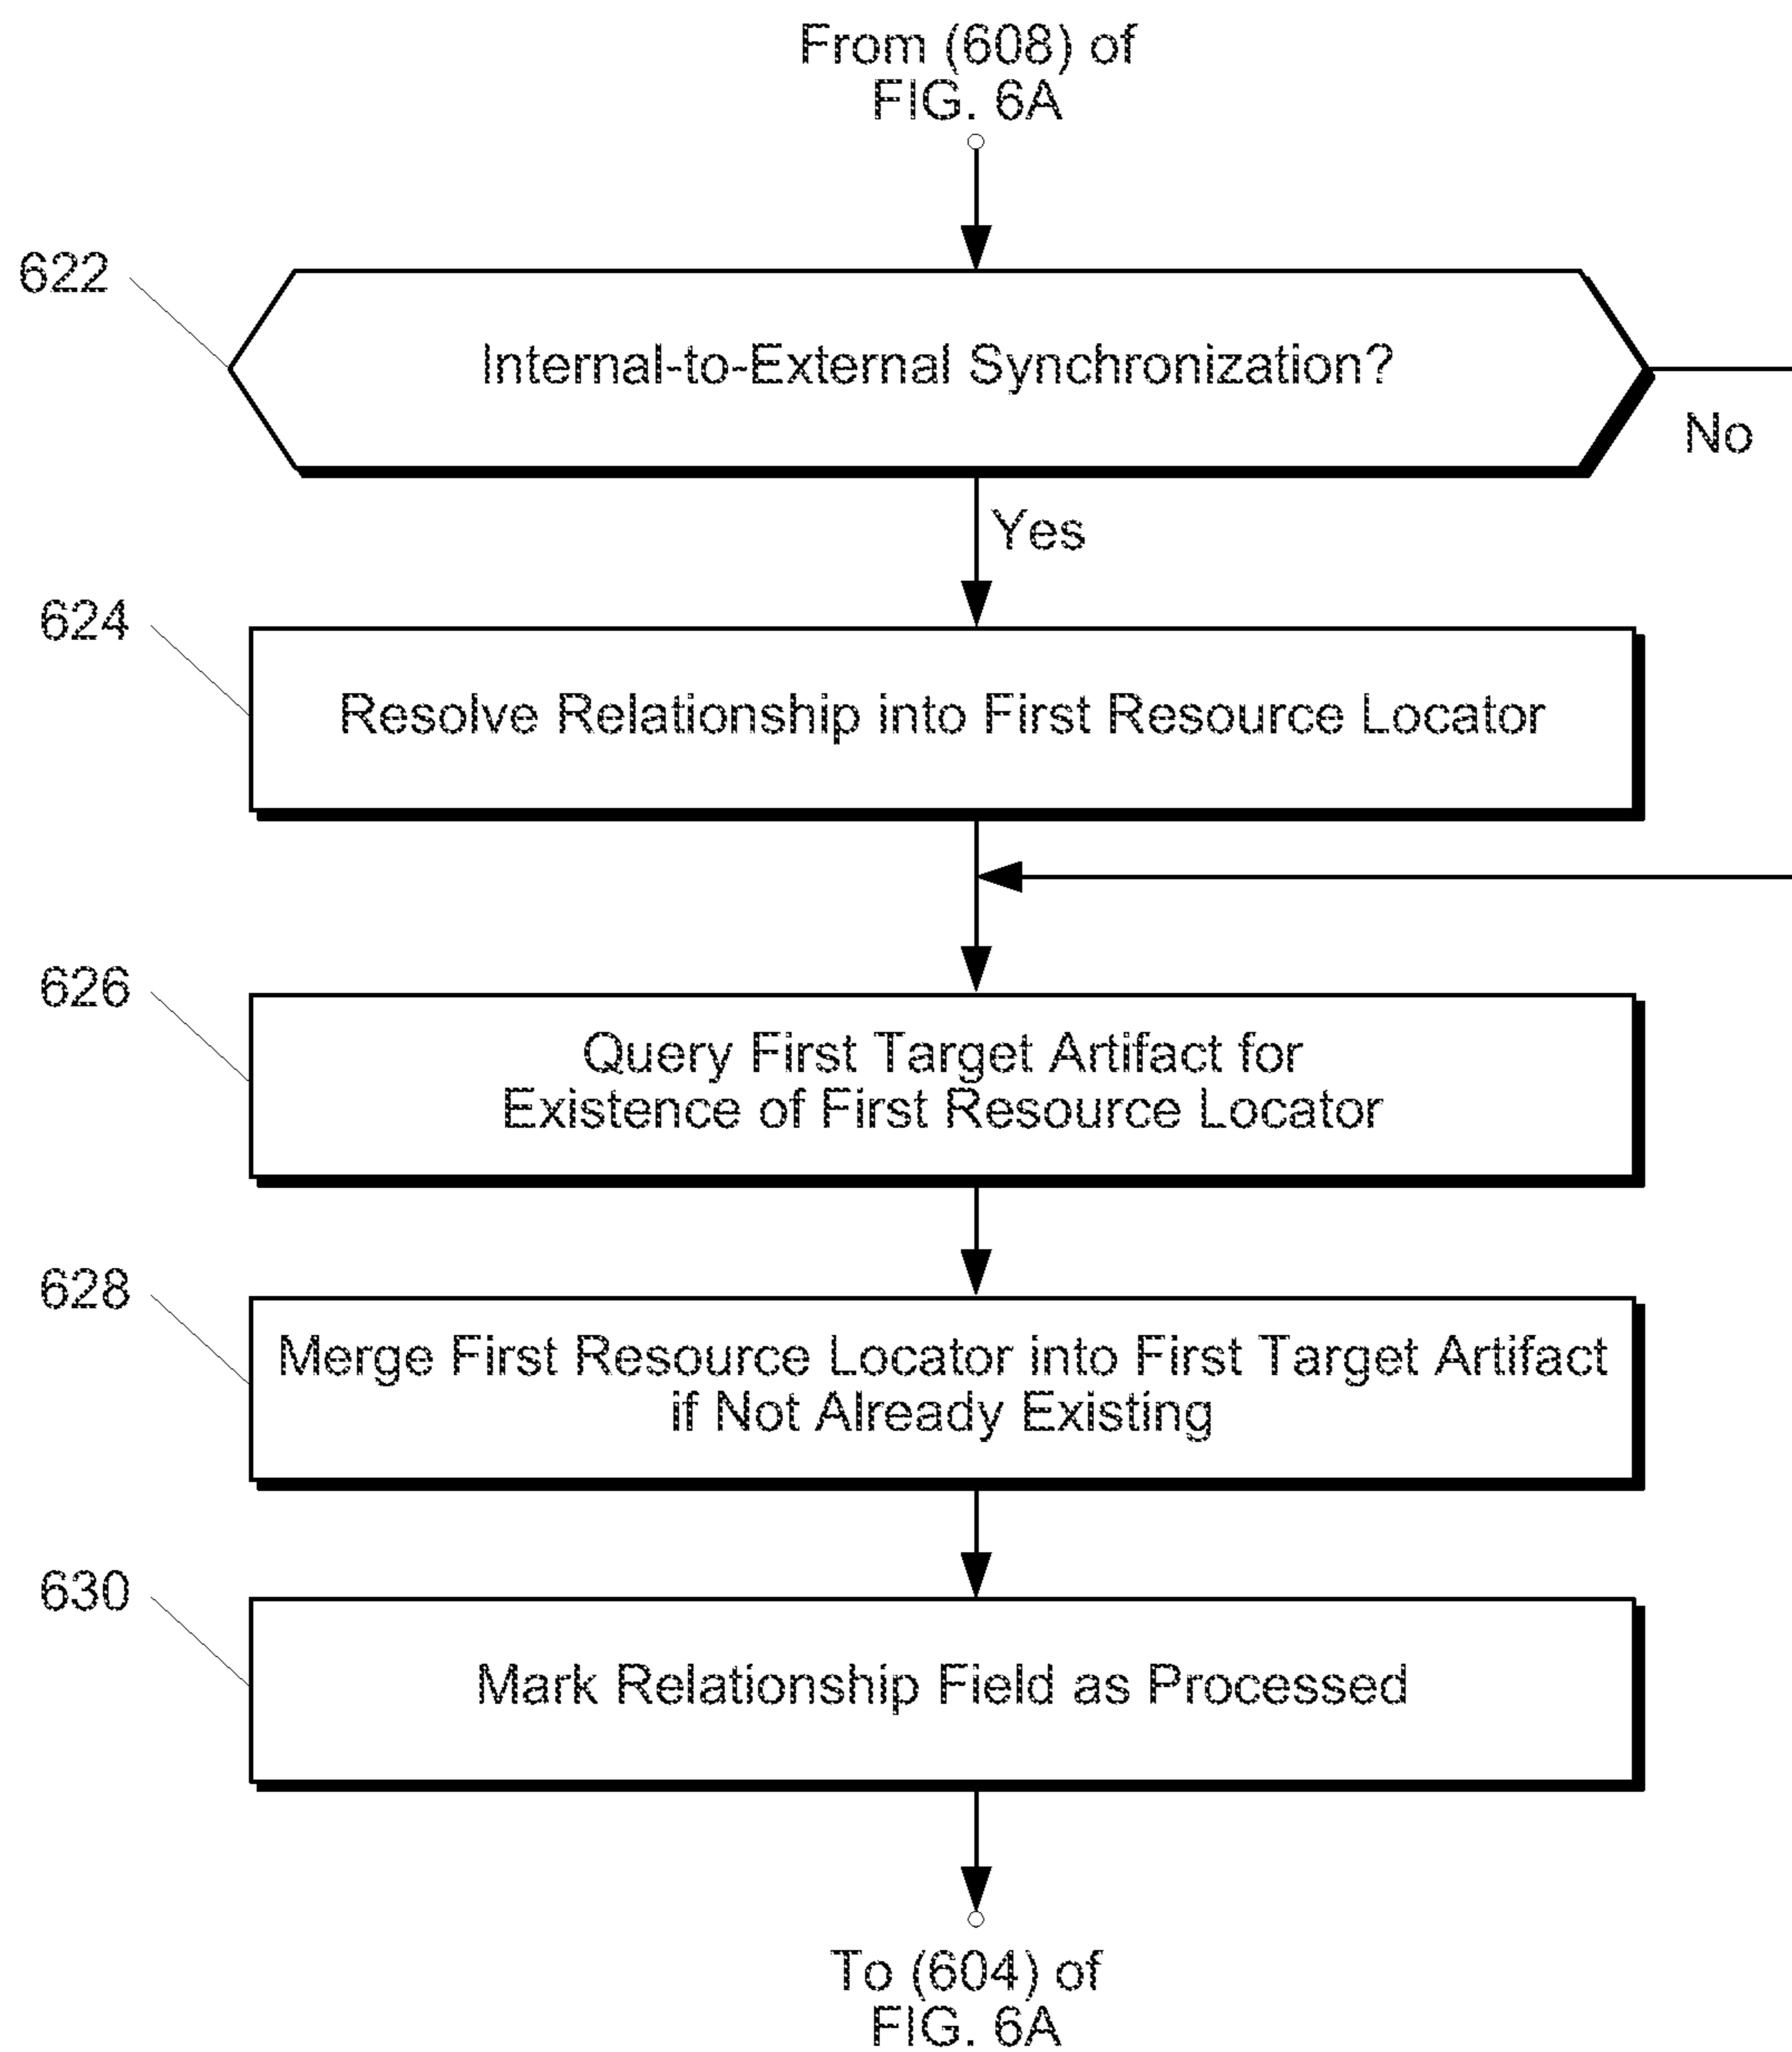 From (608) of
FIG. 6A
622
Internal-to-External Synchronization?
No
Yes
624
Resolve Relationship into First Resource Locator
626
Query First Target Artifact for
Existence of First Resource Locator
628
Merge First Resource Locator into First Target Artifact
if Not Already Existing
630
Mark Relationship Field as Processed
To (604) of
FIG. 6A